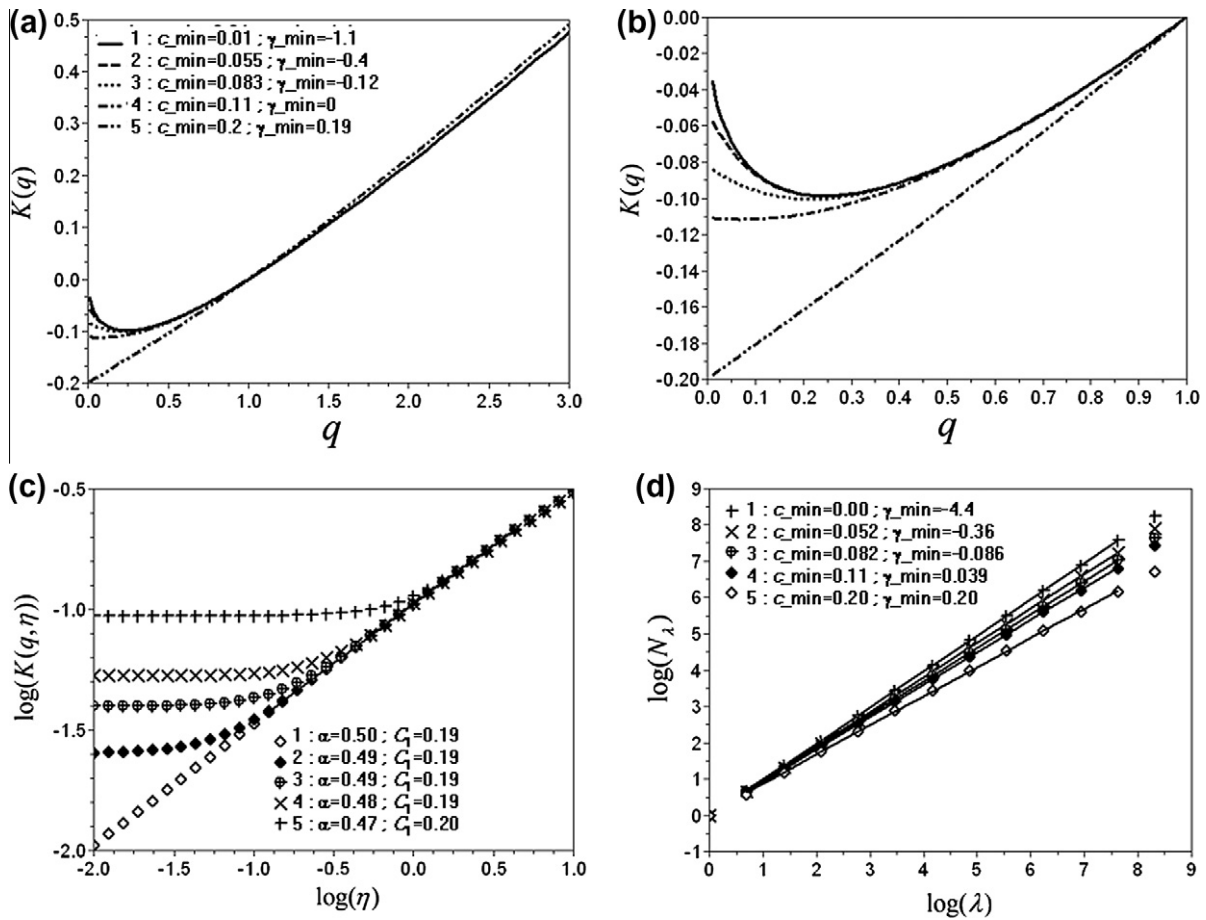 (a)
0.5
0.4
0.3
0.2
0.1
0.0
-0.1
-0.2
K(q)
1 : c_min=0.01 ; γ_min=-1.1
2 : c_min=0.055 ; γ_min=-0.4
3 : c_min=0.083 ; γ_min=-0.12
4 : c_min=0.11 ; γ_min=0
5 : c_min=0.2 ; γ_min=0.19
0.0 0.5 1.0 1.5 2.0 2.5 3.0
q
(b)
0.00
-0.02
-0.04
-0.06
-0.08
-0.10
-0.12
-0.14
-0.16
-0.18
-0.20
K(q)
0.0 0.1 0.2 0.3 0.4 0.5 0.6 0.7 0.8 0.9 1.0
q
(c)
-0.5
-1.0
-1.5
-2.0
log(K(q,η))
1 : α=0.50 ; C₁=0.19
2 : α=0.49 ; C₁=0.19
3 : α=0.49 ; C₁=0.19
4 : α=0.48 ; C₁=0.19
5 : α=0.47 ; C₁=0.20
-2.0 -1.5 -1.0 -0.5 0.0 0.5 1.0
log(η)
(d)
9
8
7
6
5
4
3
2
1
0
-1
log(N_λ)
1 : c_min=0.00 ; γ_min=-4.4
2 : c_min=0.052 ; γ_min=-0.36
3 : c_min=0.082 ; γ_min=-0.086
4 : c_min=0.11 ; γ_min=0.039
5 : c_min=0.20 ; γ_min=0.20
0 1 2 3 4 5 6 7 8 9
log(λ)